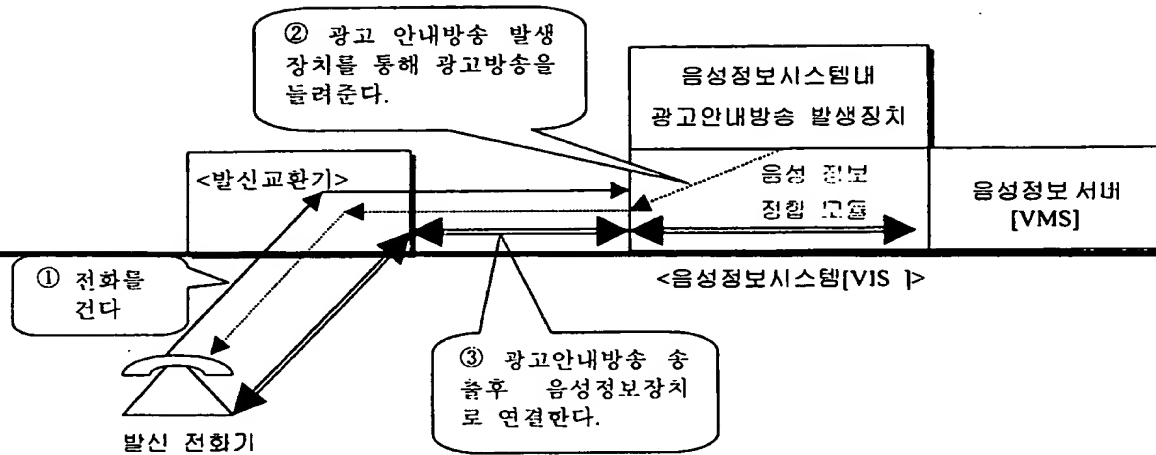 ② 광고 안내방송 발생
장치를 통해 광고방송을
들려준다.
음성정보시스템내
광고안내방송 발생장치
<발신교환기>
음성 정보
정합 모듈
음성정보 서버
[VMS]
<음성정보시스템[VIS ]>
① 전화를
건다
③ 광고안내방송 송
출후 음성정보장치
로 연결한다.
발신 전화기